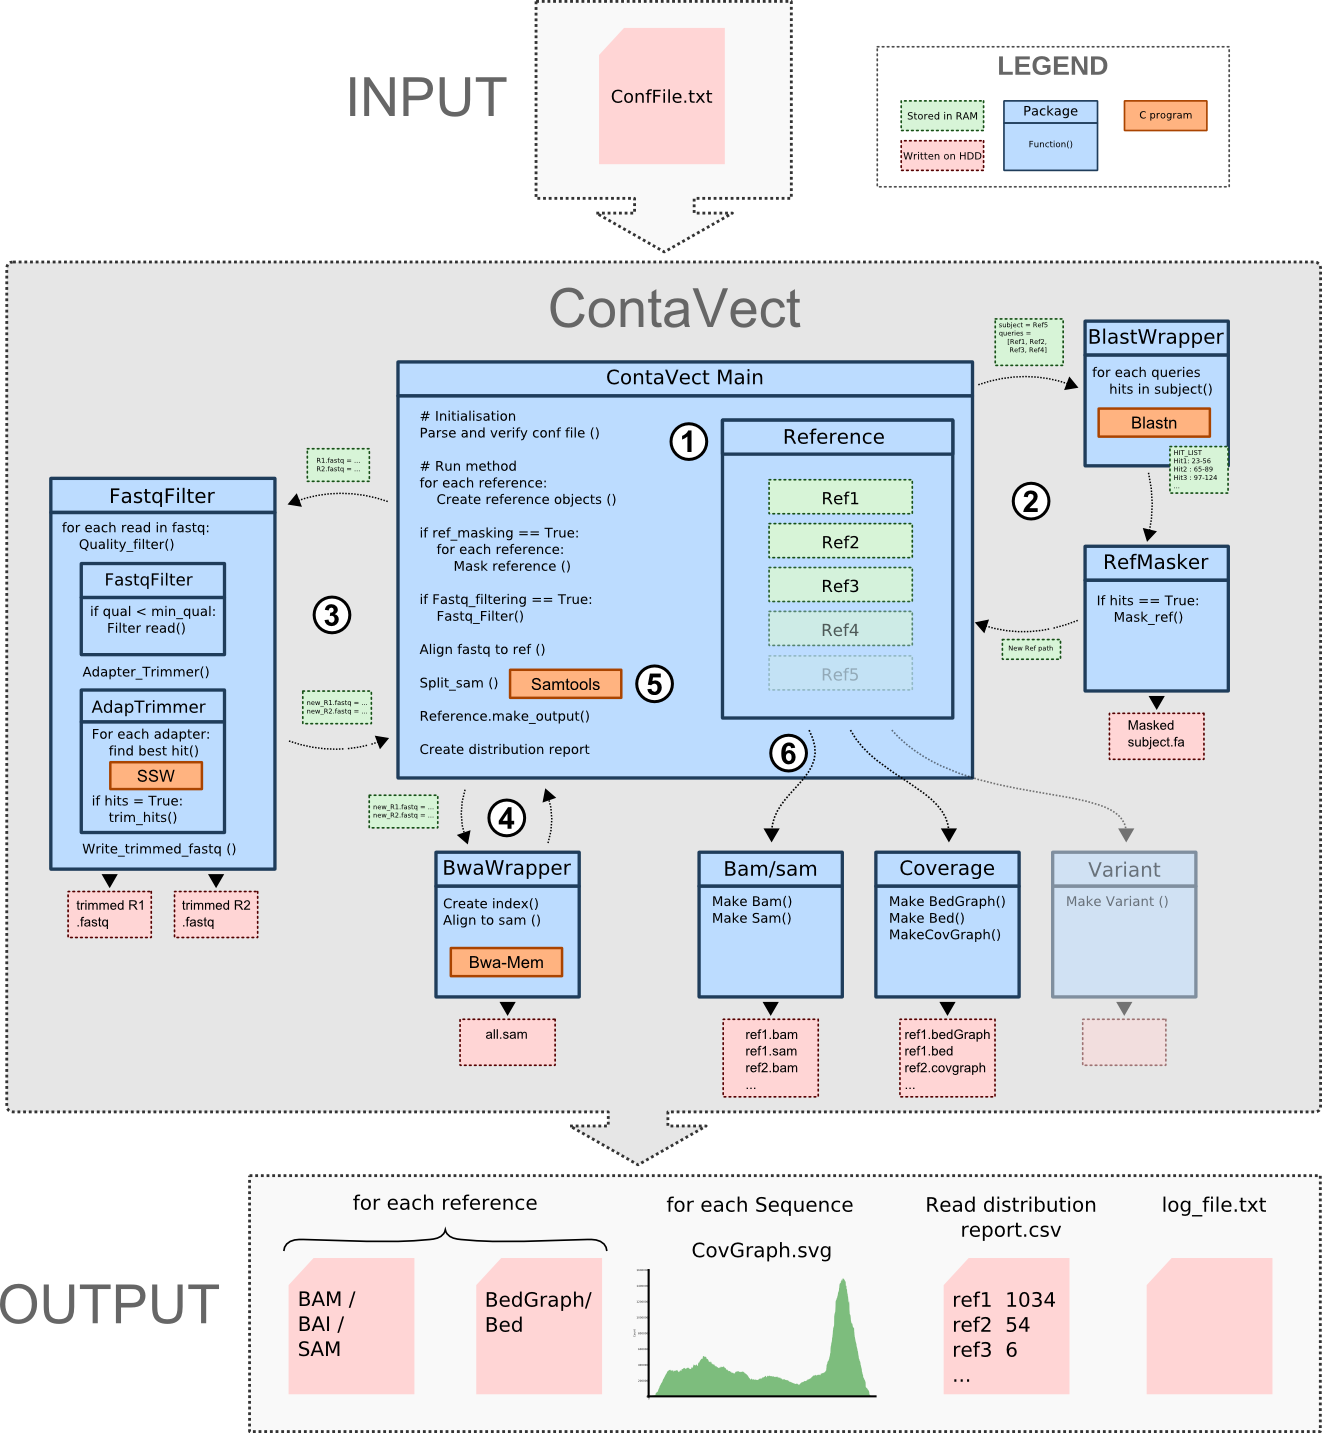 INPUT
ConfFile.txt
LEGEND
Stored in RAM
Written on HDD
Package
Function()
C program
ContaVect
ContaVect Main
# Initialisation
Parse and verify conf file ()
# Run method
for each reference:
Create reference objects ()
if ref_masking == True:
for each reference:
Mask reference ()
if Fastq_filtering == True:
Fastq_Filter()
Align fastq to ref ()
Split_sam ()
Samtools
5
Reference.make_output()
Create distribution report
1
Reference
Ref1
Ref2
Ref3
Ref4
Ref5
subject = Ref5
queries =
[Ref1, Ref2,
Ref3, Ref4]
BlastWrapper
for each queries
hits in subject()
Blastn
HIT_LIST
Hit1: 23-56
Hit2 : 65-89
Hit3 : 97-124
...
2
RefMasker
If hits == True:
Mask_ref()
New Ref path
Masked
subject.fa
R1.fastq = ...
R2.fastq = ...
FastqFilter
for each read in fastq:
Quality_filter()
FastqFilter
if qual < min_qual:
Filter read()
Adapter_Trimmer()
AdapTrimmer
For each adapter:
find best hit()
SSW
if hits = True:
trim_hits()
Write_trimmed_fastq ()
3
new_R1.fastq = ...
new_R2.fastq = ...
trimmed R1
.fastq
trimmed R2
.fastq
new_R1.fastq = ...
new_R2.fastq = ...
4
BwaWrapper
Create index()
Align to sam ()
Bwa-Mem
all.sam
6
Bam/sam
Make Bam()
Make Sam()
ref1.bam
ref1.sam
ref2.bam
...
Coverage
Make BedGraph()
Make Bed()
MakeCovGraph()
ref1.bedGraph
ref1.bed
ref2.covgraph
...
Variant
Make Variant ()
OUTPUT
for each reference
BAM /
BAI /
SAM
BedGraph/
Bed
for each Sequence
CovGraph.svg
Read distribution
report.csv
ref1 1034
ref2 54
ref3 6
...
log_file.txt